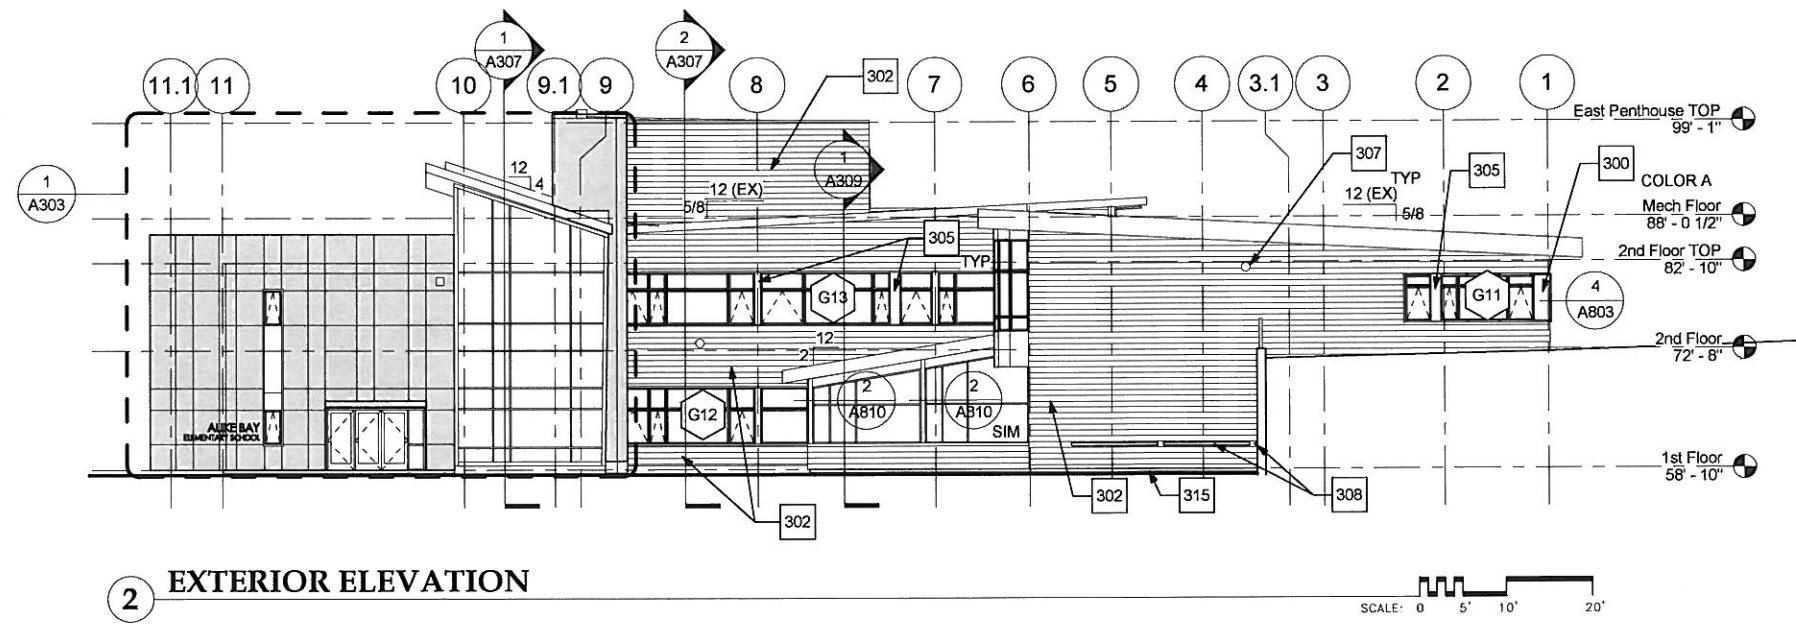 1
A307
2
A307
11.1
11
10
9.1
9
8
302
7
6
5
4
3.1
3
2
1
East Penthouse TOP
99' - 1"
1
A303
12
4
12 (EX)
5/8
1
A309
307
TYP
12 (EX)
5/8
305
300
COLOR A
Mech Floor
88' - 0 1/2"
305
TYP
2nd Floor TOP
82' - 10"
G13
G11
4
A803
12
2
2nd Floor
72' - 8"
2
A810
2
A810
G12
SIM
ELEMENTARY SCHOOL
1st Floor
58' - 10"
302
302
315
308
2
EXTERIOR ELEVATION
SCALE: 0 5' 10' 20'